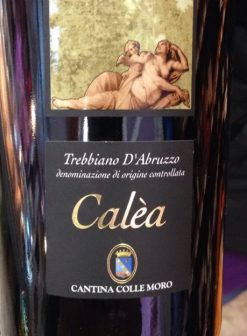 Trebbiano D'Abruzzo
denominazione di origine controllata
Calèa
CANTINA COLLE MORO